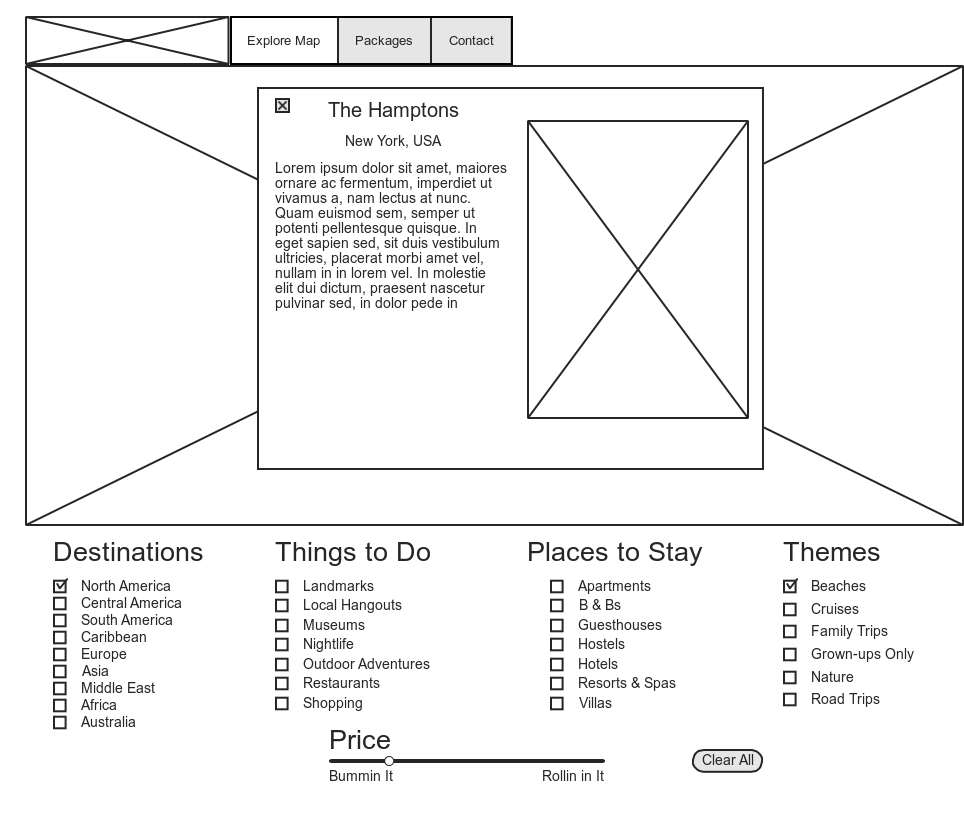 Explore Map
Packages
Contact
The Hamptons
New York, USA
Lorem ipsum dolor sit amet, maiores
ornare ac fermentum, imperdiet ut
vivamus a, nam lectus at nunc.
Quam euismod sem, semper ut
potenti pellentesque quisque. In
eget sapien sed, sit duis vestibulum
ultricies, placerat morbi amet vel,
nullam in in lorem vel. In molestie
elit dui dictum, praesent nascetur
pulvinar sed, in dolor pede in
Destinations
North America
Central America
South America
Caribbean
Europe
Asia
Middle East
Africa
Australia
Things to Do
Landmarks
Local Hangouts
Museums
Nightlife
Outdoor Adventures
Restaurants
Shopping
Places to Stay
Apartments
B & Bs
Guesthouses
Hostels
Hotels
Resorts & Spas
Villas
Themes
Beaches
Cruises
Family Trips
Grown-ups Only
Nature
Road Trips
Price
Bummin It
Rollin in It
Clear All